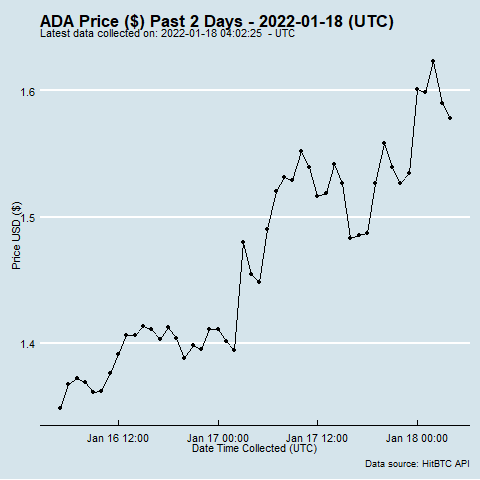 ADA Price ($) Past 2 Days - 2022-01-18 (UTC)
Latest data collected on: 2022-01-18 04:02:25  - UTC
1.6
1.5
1.4
Price USD ($)
Jan 16 12:00 Jan 17 00:00 Jan 17 12:00 Jan 18 00:00
Date Time Collected (UTC)
Data source: HitBTC API